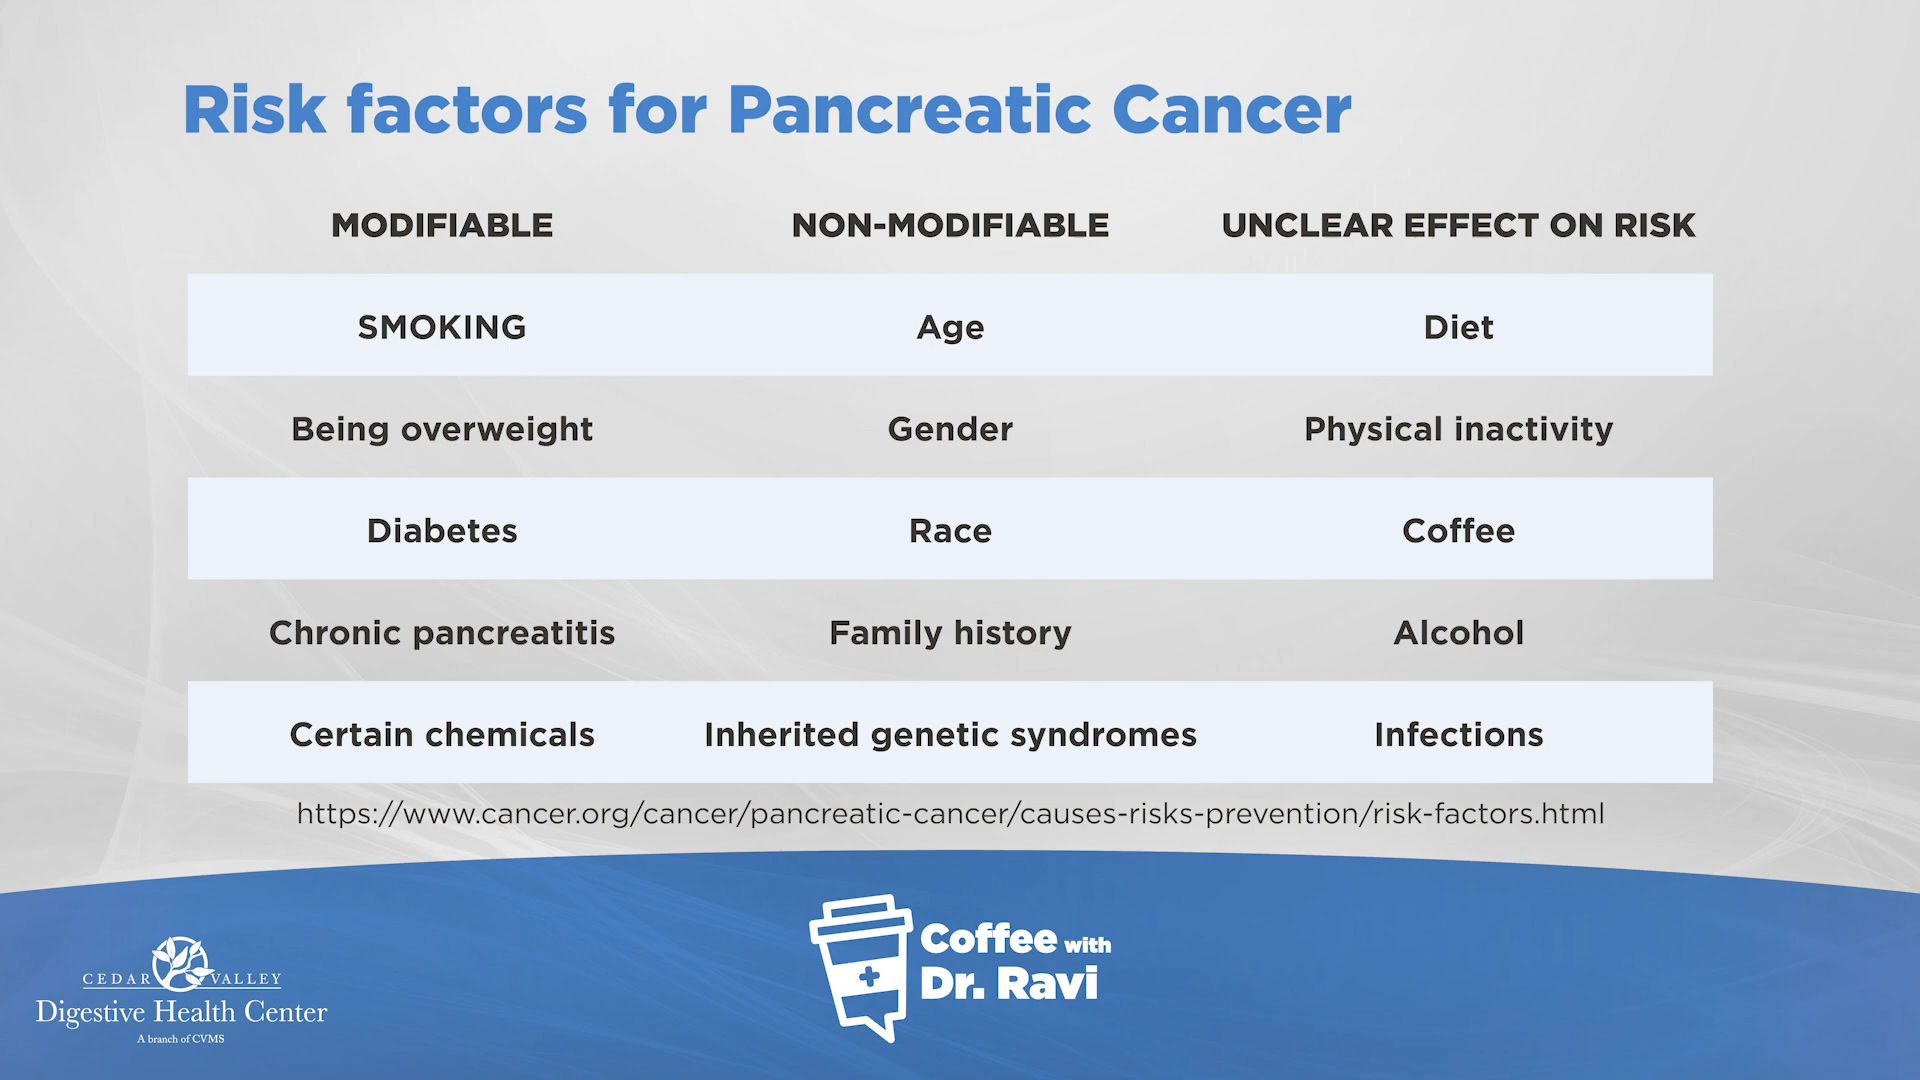 Risk factors for Pancreatic Cancer
MODIFIABLE NON-MODIFIABLE UNCLEAR EFFECT ON RISK
SMOKING Age Diet
Being overweight Gender Physical inactivity
Diabetes Race Coffee
Chronic pancreatitis Family history Alcohol
Certain chemicals Inherited genetic syndromes Infections
https://www.cancer.org/cancer/pancreatic-cancer/causes-risks-prevention/risk-factors.html
CEDAR VALLEY
Digestive Health Center
A branch of CVMS
Coffee with
Dr. Ravi